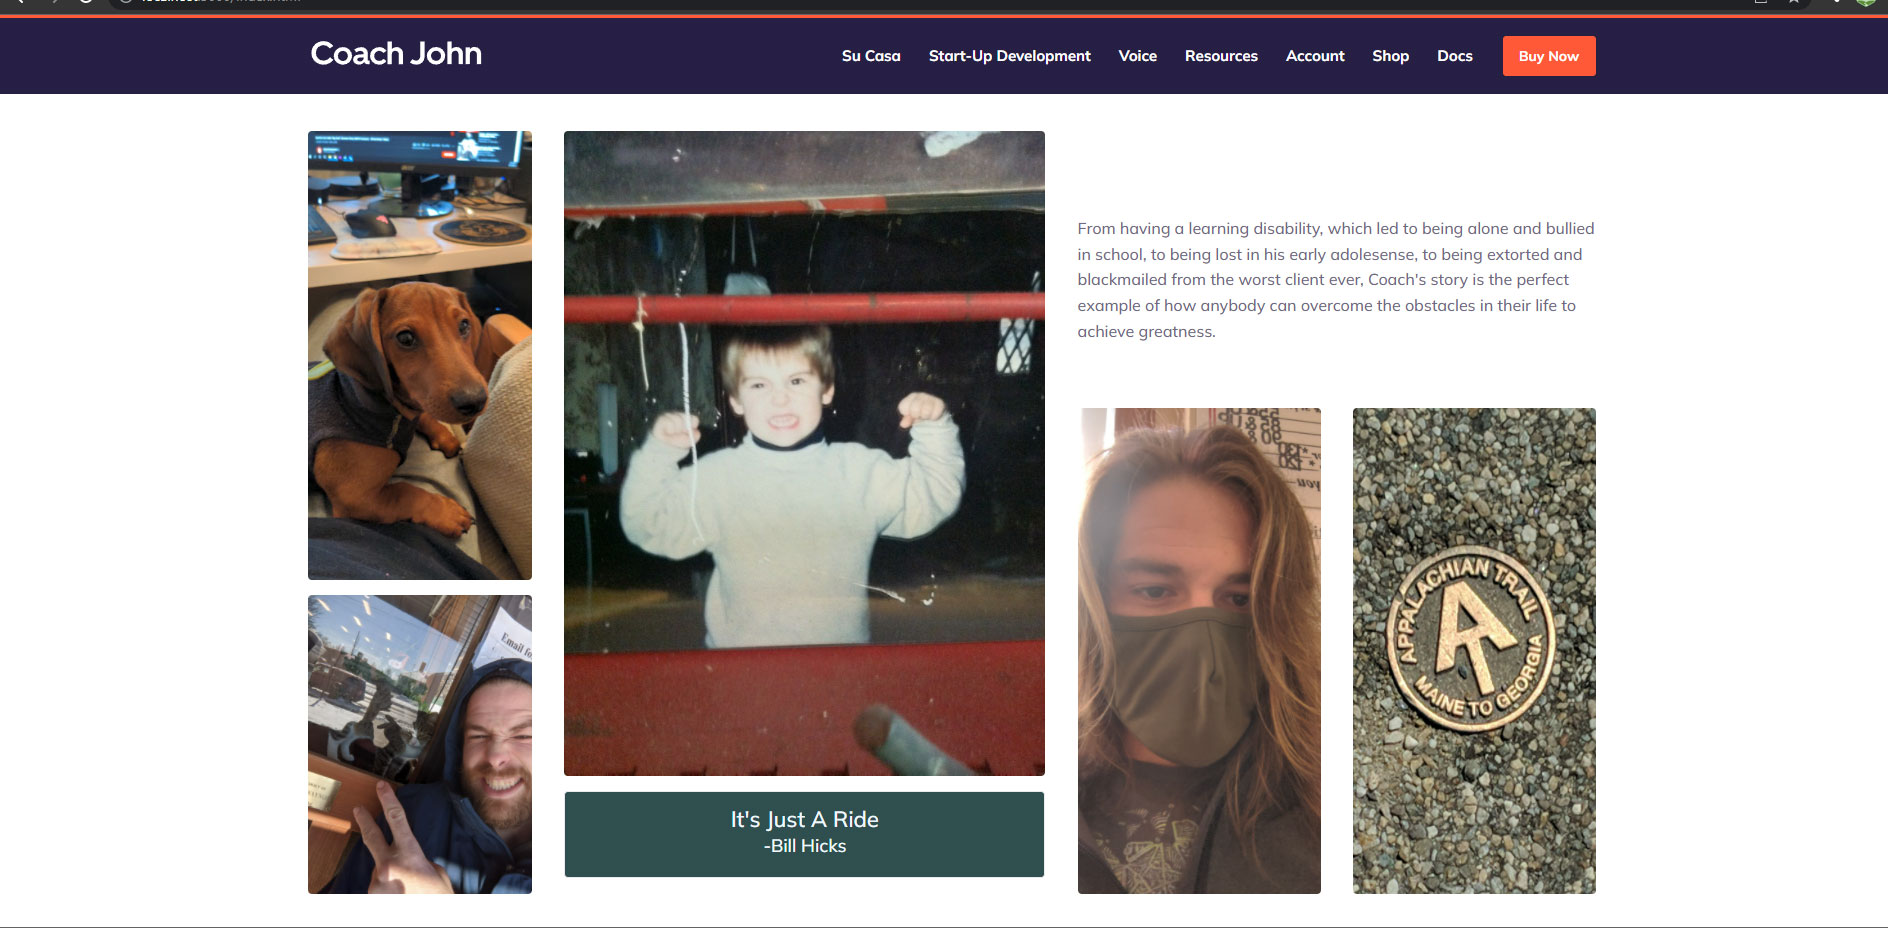 Coach John
Su Casa
Start-Up Development
Voice
Resources
Account
Shop
Docs
Buy Now
From having a learning disability, which led to being alone and bullied
in school, to being lost in his early adolesense, to being extorted and
blackmailed from the worst client ever, Coach's story is the perfect
example of how anybody can overcome the obstacles in their life to
achieve greatness.
Email fo
It's Just A Ride
-Bill Hicks
APPALACHIAN TRAIL
MAINE TO GEORGIA